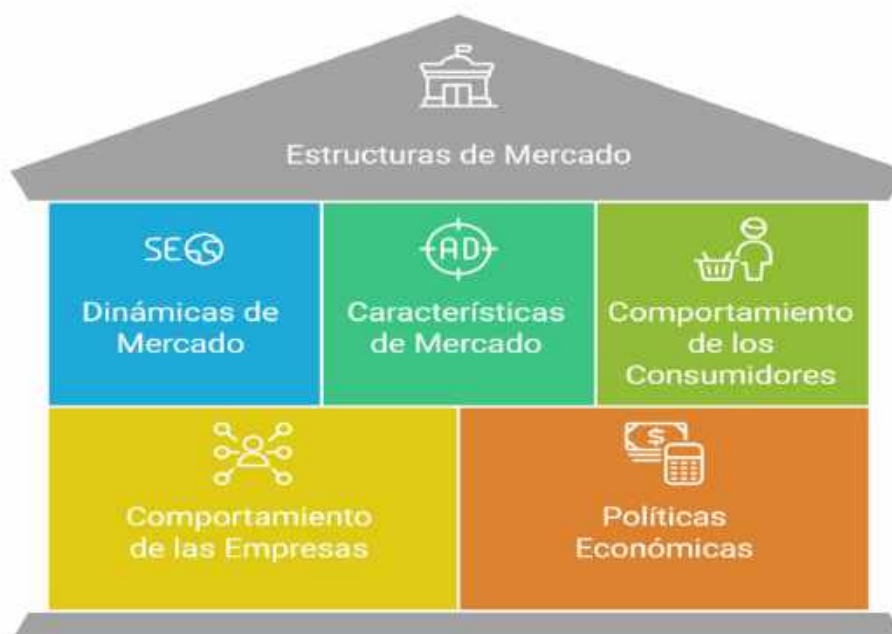 Estructuras de Mercado
SEO
Dinámicas de
Mercado
AD
Características
de Mercado
Comportamiento
de los
Consumidores
Comportamiento
de las Empresas
$
Políticas
Económicas